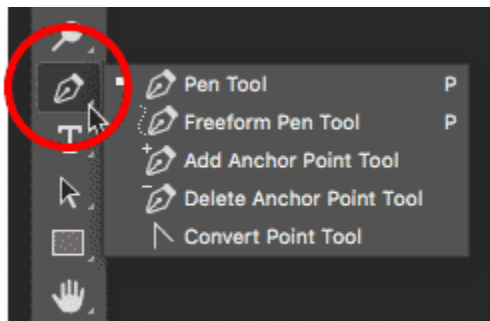 Pen Tool P
Freeform Pen Tool P
Add Anchor Point Tool
Delete Anchor Point Tool
Convert Point Tool
T